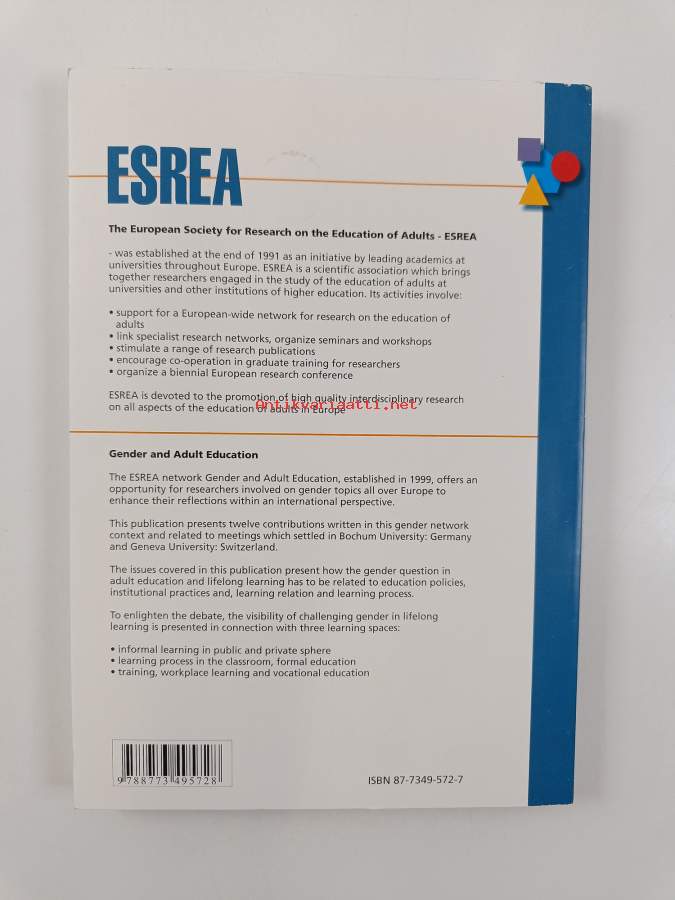 ESREA
The European Society for Research on the Education of Adults - ESREA
- was established at the end of 1991 as an initiative by leading academics at
universities throughout Europe. ESREA is a scientific association which brings
together researchers engaged in the study of the education of adults at
universities and other institutions of higher education. Its activities involve:
• support for a European-wide network for research on the education of
adults
• link specialist research networks, organize seminars and workshops
• stimulate a range of research publications
• encourage co-operation in graduate training for researchers
• organize a biennial European research conference
ESREA is devoted to the promotion of high quality interdisciplinary research
on all aspects of the education of adults in Europe
Antikvariaatti.net
Gender and Adult Education
The ESREA network Gender and Adult Education, established in 1999, offers an
opportunity for researchers involved on gender topics all over Europe to
enhance their reflections within an international perspective.
This publication presents twelve contributions written in this gender network
context and related to meetings which settled in Bochum University: Germany
and Geneva University: Switzerland.
The issues covered in this publication present how the gender question in
adult education and lifelong learning has to be related to education policies,
institutional practices and, learning relation and learning process.
To enlighten the debate, the visibility of challenging gender in lifelong
learning is presented in connection with three learning spaces:
• informal learning in public and private sphere
• learning process in the classroom, formal education
• training, workplace learning and vocational education
9 788773 495728
ISBN 87-7349-572-7